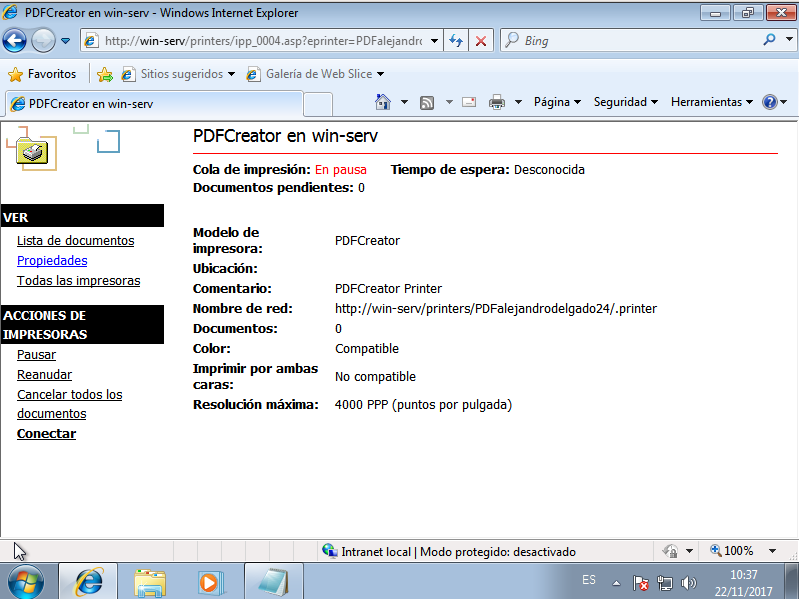 PDFCreator en win-serv - Windows Internet Explorer
http://win-serv/printers/ipp_0004.asp?eprinter=PDFalejandro
Bing
Favoritos
Sitios sugeridos
Galería de Web Slice
PDFCreator en win-serv
Página
Seguridad
Herramientas
PDFCreator en win-serv
Cola de impresión: En pausa Tiempo de espera: Desconocida
Documentos pendientes: 0
VER
Lista de documentos
Propiedades
Todas las impresoras
ACCIONES DE
IMPRESORAS
Pausar
Reanudar
Cancelar todos los
documentos
Conectar
Modelo de
impresora: PDFCreator
Ubicación:
Comentario: PDFCreator Printer
Nombre de red: http://win-serv/printers/PDFalejandrodelgado24/.printer
Documentos: 0
Color: Compatible
Imprimir por ambas
caras: No compatible
Resolución máxima: 4000 PPP (puntos por pulgada)
Intranet local | Modo protegido: desactivado
100%
ES
10:37
22/11/2017